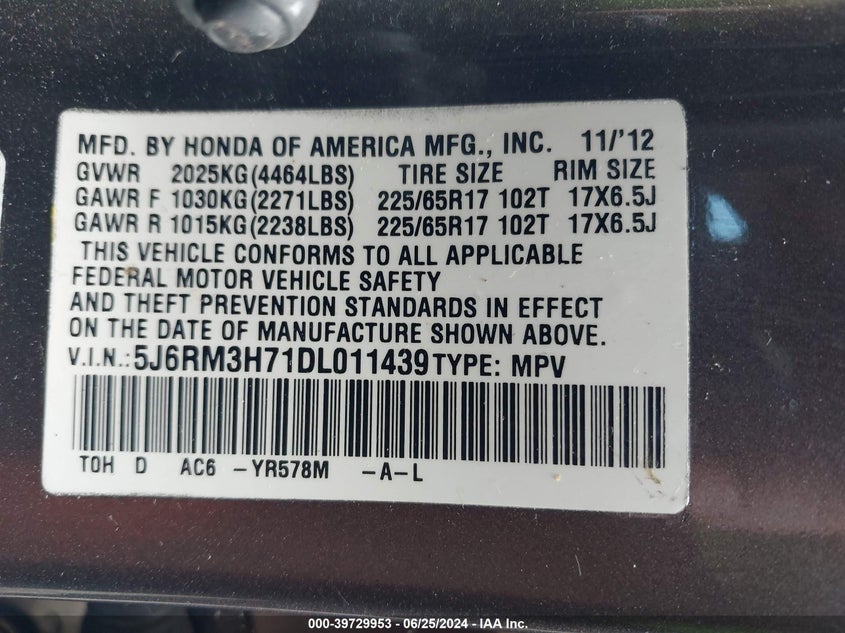 MFD. BY HONDA OF AMERICA MFG., INC. 11/'12
GVWR 2025KG(4464LBS) TIRE SIZE RIM SIZE
GAWR F 1030KG(2271LBS) 225/65R17 102T 17X6.5J
GAWR R 1015KG(2238LBS) 225/65R17 102T 17X6.5J
THIS VEHICLE CONFORMS TO ALL APPLICABLE
FEDERAL MOTOR VEHICLE SAFETY
AND THEFT PREVENTION STANDARDS IN EFFECT
ON THE DATE OF MANUFACTURE SHOWN ABOVE.
V.I.N.: 5J6RM3H71DL011439 TYPE: MPV
TOH D AC6 -YR578M -A-L
000-39729953 / 06/25/2024 - IAA Inc.